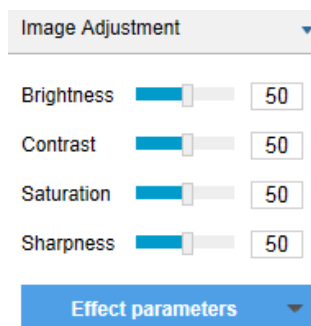 Image Adjustment
Brightness 50
Contrast 50
Saturation 50
Sharpness 50
Effect parameters